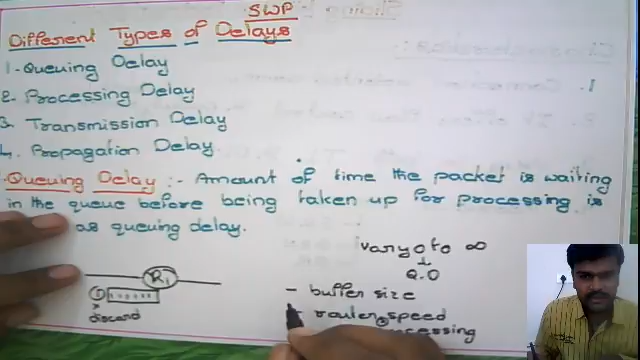 SWP
Different Types of Delays
1. Queuing Delay
2. Processing Delay
3. Transmission Delay
4. Propagation Delay
Queuing Delay :- Amount of time the packet is waiting
in the queue before being taken up for processing is
as queuing delay.
vary 0 to ∞
Q.D
R1
- buffer size
1
discard
- router speed